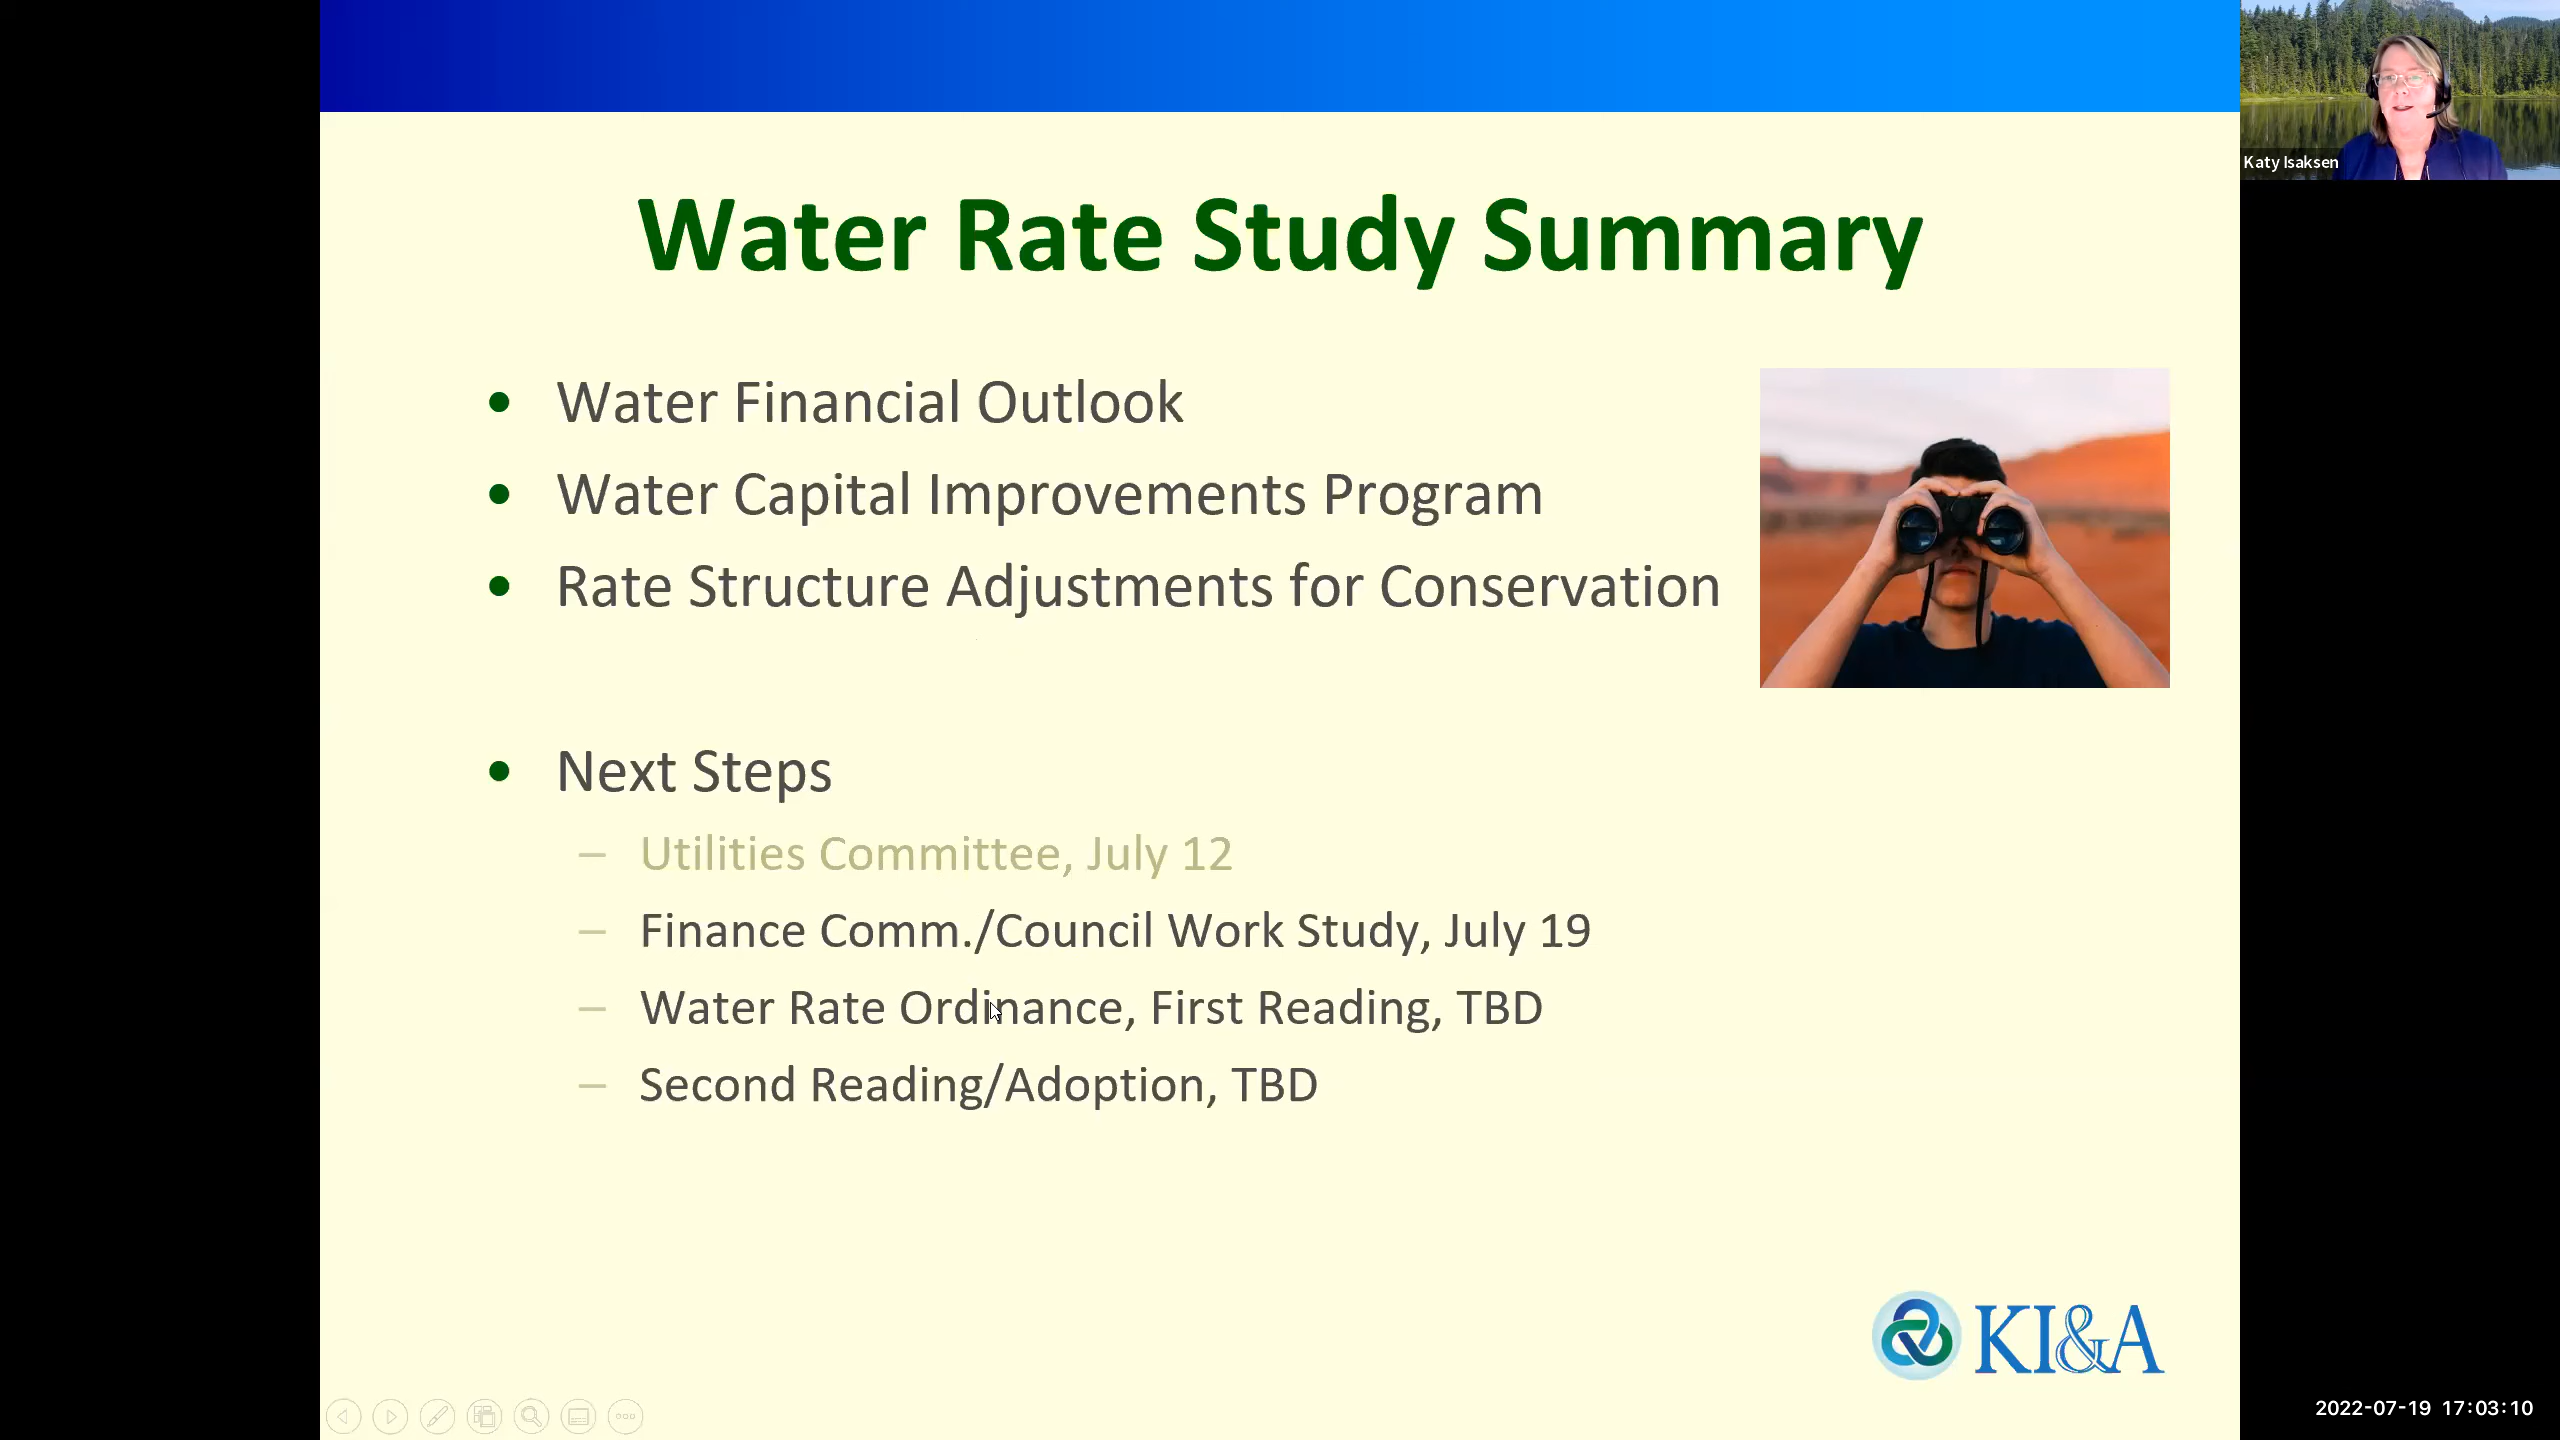 Water Rate Study Summary
Katy Isaksen
• Water Financial Outlook
• Water Capital Improvements Program
• Rate Structure Adjustments for Conservation
• Next Steps
– Utilities Committee, July 12
– Finance Comm./Council Work Study, July 19
– Water Rate Ordinance, First Reading, TBD
– Second Reading/Adoption, TBD
KI&A
2022-07-19 17:03:10